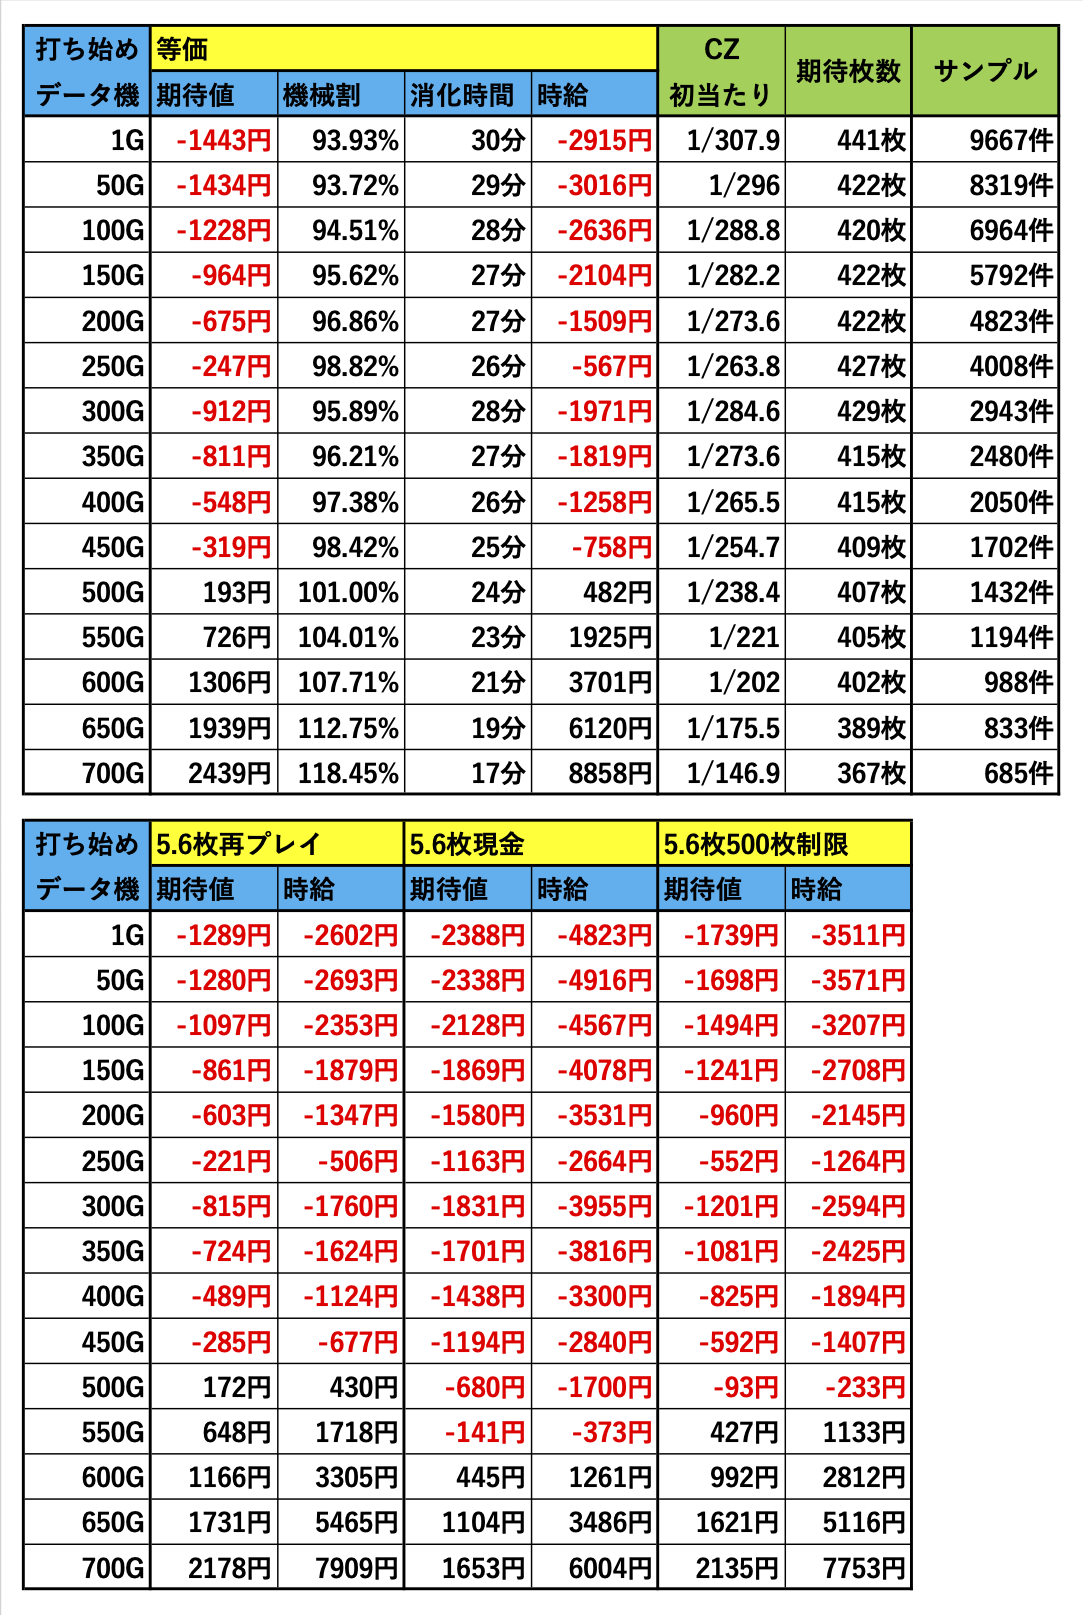 打ち始め 等価 CZ 期待枚数 サンプル
データ機 期待値 機械割 消化時間 時給 初当たり
1G -1443円 93.93% 30分 -2915円 1/307.9 441枚 9667件
50G -1434円 93.72% 29分 -3016円 1/296 422枚 8319件
100G -1228円 94.51% 28分 -2636円 1/288.8 420枚 6964件
150G -964円 95.62% 27分 -2104円 1/282.2 422枚 5792件
200G -675円 96.86% 27分 -1509円 1/273.6 422枚 4823件
250G -247円 98.82% 26分 -567円 1/263.8 427枚 4008件
300G -912円 95.89% 28分 -1971円 1/284.6 429枚 2943件
350G -811円 96.21% 27分 -1819円 1/273.6 415枚 2480件
400G -548円 97.38% 26分 -1258円 1/265.5 415枚 2050件
450G -319円 98.42% 25分 -758円 1/254.7 409枚 1702件
500G 193円 101.00% 24分 482円 1/238.4 407枚 1432件
550G 726円 104.01% 23分 1925円 1/221 405枚 1194件
600G 1306円 107.71% 21分 3701円 1/202 402枚 988件
650G 1939円 112.75% 19分 6120円 1/175.5 389枚 833件
700G 2439円 118.45% 17分 8858円 1/146.9 367枚 685件
打ち始め 5.6枚再プレイ 5.6枚現金 5.6枚500枚制限
データ機 期待値 時給 期待値 時給 期待値 時給
1G -1289円 -2602円 -2388円 -4823円 -1739円 -3511円
50G -1280円 -2693円 -2338円 -4916円 -1698円 -3571円
100G -1097円 -2353円 -2128円 -4567円 -1494円 -3207円
150G -861円 -1879円 -1869円 -4078円 -1241円 -2708円
200G -603円 -1347円 -1580円 -3531円 -960円 -2145円
250G -221円 -506円 -1163円 -2664円 -552円 -1264円
300G -815円 -1760円 -1831円 -3955円 -1201円 -2594円
350G -724円 -1624円 -1701円 -3816円 -1081円 -2425円
400G -489円 -1124円 -1438円 -3300円 -825円 -1894円
450G -285円 -677円 -1194円 -2840円 -592円 -1407円
500G 172円 430円 -680円 -1700円 -93円 -233円
550G 648円 1718円 -141円 -373円 427円 1133円
600G 1166円 3305円 445円 1261円 992円 2812円
650G 1731円 5465円 1104円 3486円 1621円 5116円
700G 2178円 7909円 1653円 6004円 2135円 7753円